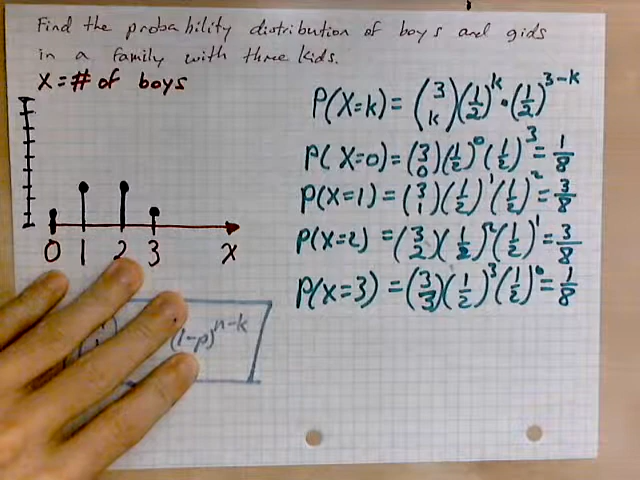 Find the probability distribution of boys and girls
in a family with three kids.
X = # of boys
P(X=k) = (3 k)(1/2)^k · (1/2)^3-k
P(X=0) = (3 0)(1/2)^0 (1/2)^3 = 1/8
P(X=1) = (3 1)(1/2)^1 (1/2)^2 = 3/8
P(X=2) = (3 2)(1/2)^2 (1/2)^1 = 3/8
P(X=3) = (3 3)(1/2)^3 (1/2)^0 = 1/8
0 1 2 3 X
(1-p)^n-k